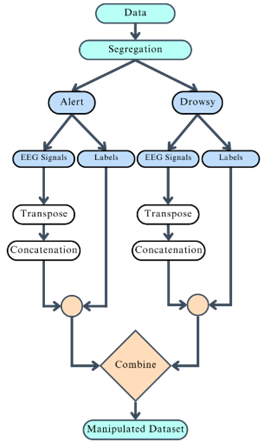 Data
Segregation
Alert
Drowsy
EEG Signals
Labels
EEG Signals
Labels
Transpose
Transpose
Concatenation
Concatenation
Combine
Manipulated Dataset